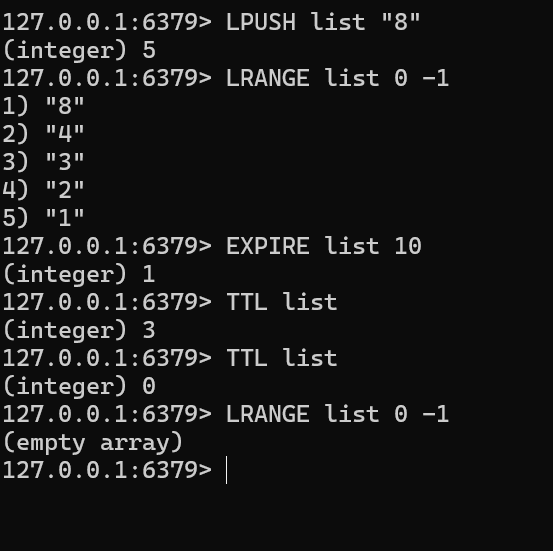 127.0.0.1:6379> LPUSH list "8"
(integer) 5
127.0.0.1:6379> LRANGE list 0 -1
1) "8"
2) "4"
3) "3"
4) "2"
5) "1"
127.0.0.1:6379> EXPIRE list 10
(integer) 1
127.0.0.1:6379> TTL list
(integer) 3
127.0.0.1:6379> TTL list
(integer) 0
127.0.0.1:6379> LRANGE list 0 -1
(empty array)
127.0.0.1:6379>